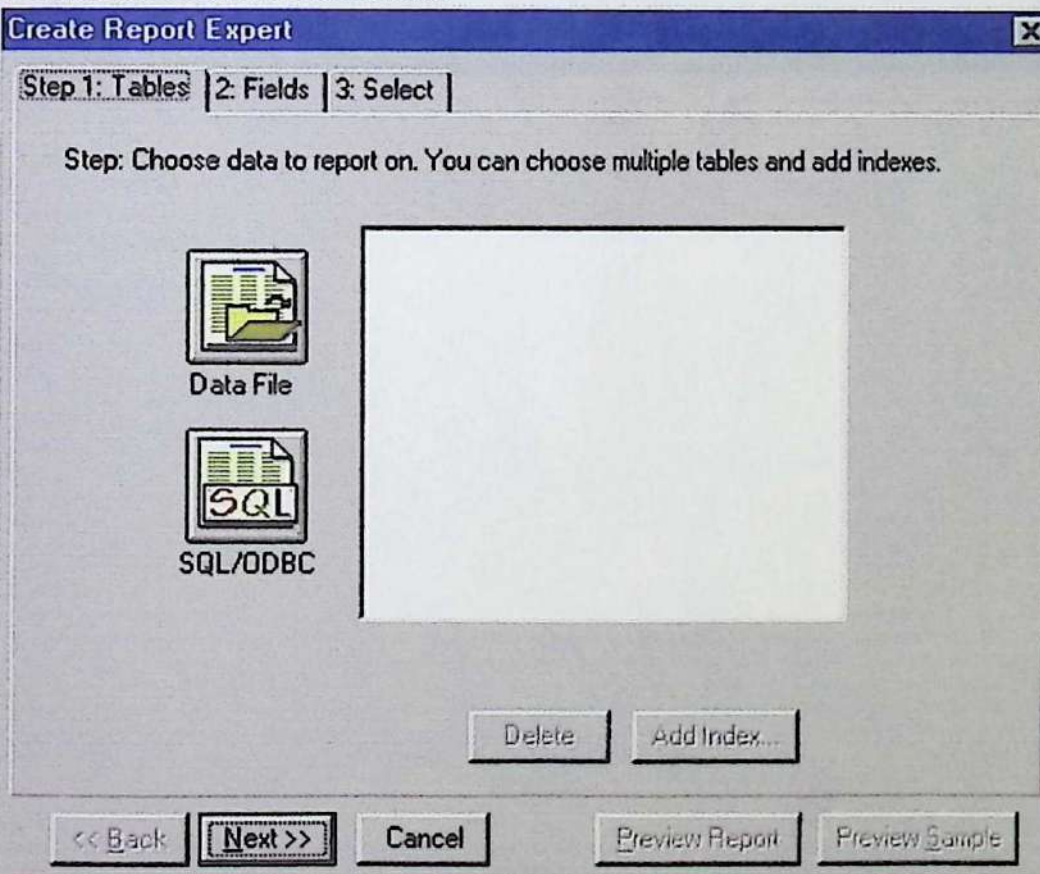 Create Report Expert
Step 1: Tables 2: Fields 3: Select
Step: Choose data to report on. You can choose multiple tables and add indexes.
Data File
SQL
SQL/ODBC
Delete Add Index...
<< Back Next >> Cancel Preview Report Preview Sample